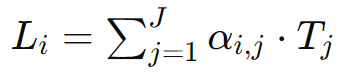 L_i = \sum_{j=1}^{J} \alpha_{i,j} \cdot T_j